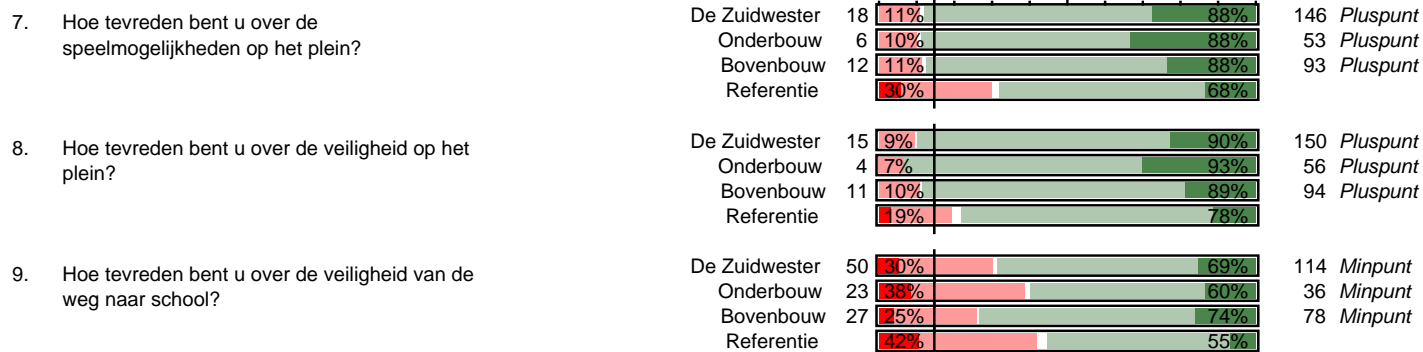 7. Hoe tevreden bent u over de
speelmogelijkheden op het plein?
De Zuidwester 18 11% 88% 146 Pluspunt
Onderbouw 6 10% 88% 53 Pluspunt
Bovenbouw 12 11% 88% 93 Pluspunt
Referentie 30% 68%
8. Hoe tevreden bent u over de veiligheid op het
plein?
De Zuidwester 15 9% 90% 150 Pluspunt
Onderbouw 4 7% 93% 56 Pluspunt
Bovenbouw 11 10% 89% 94 Pluspunt
Referentie 19% 78%
9. Hoe tevreden bent u over de veiligheid van de
weg naar school?
De Zuidwester 50 30% 69% 114 Minpunt
Onderbouw 23 38% 60% 36 Minpunt
Bovenbouw 27 25% 74% 78 Minpunt
Referentie 42% 55%